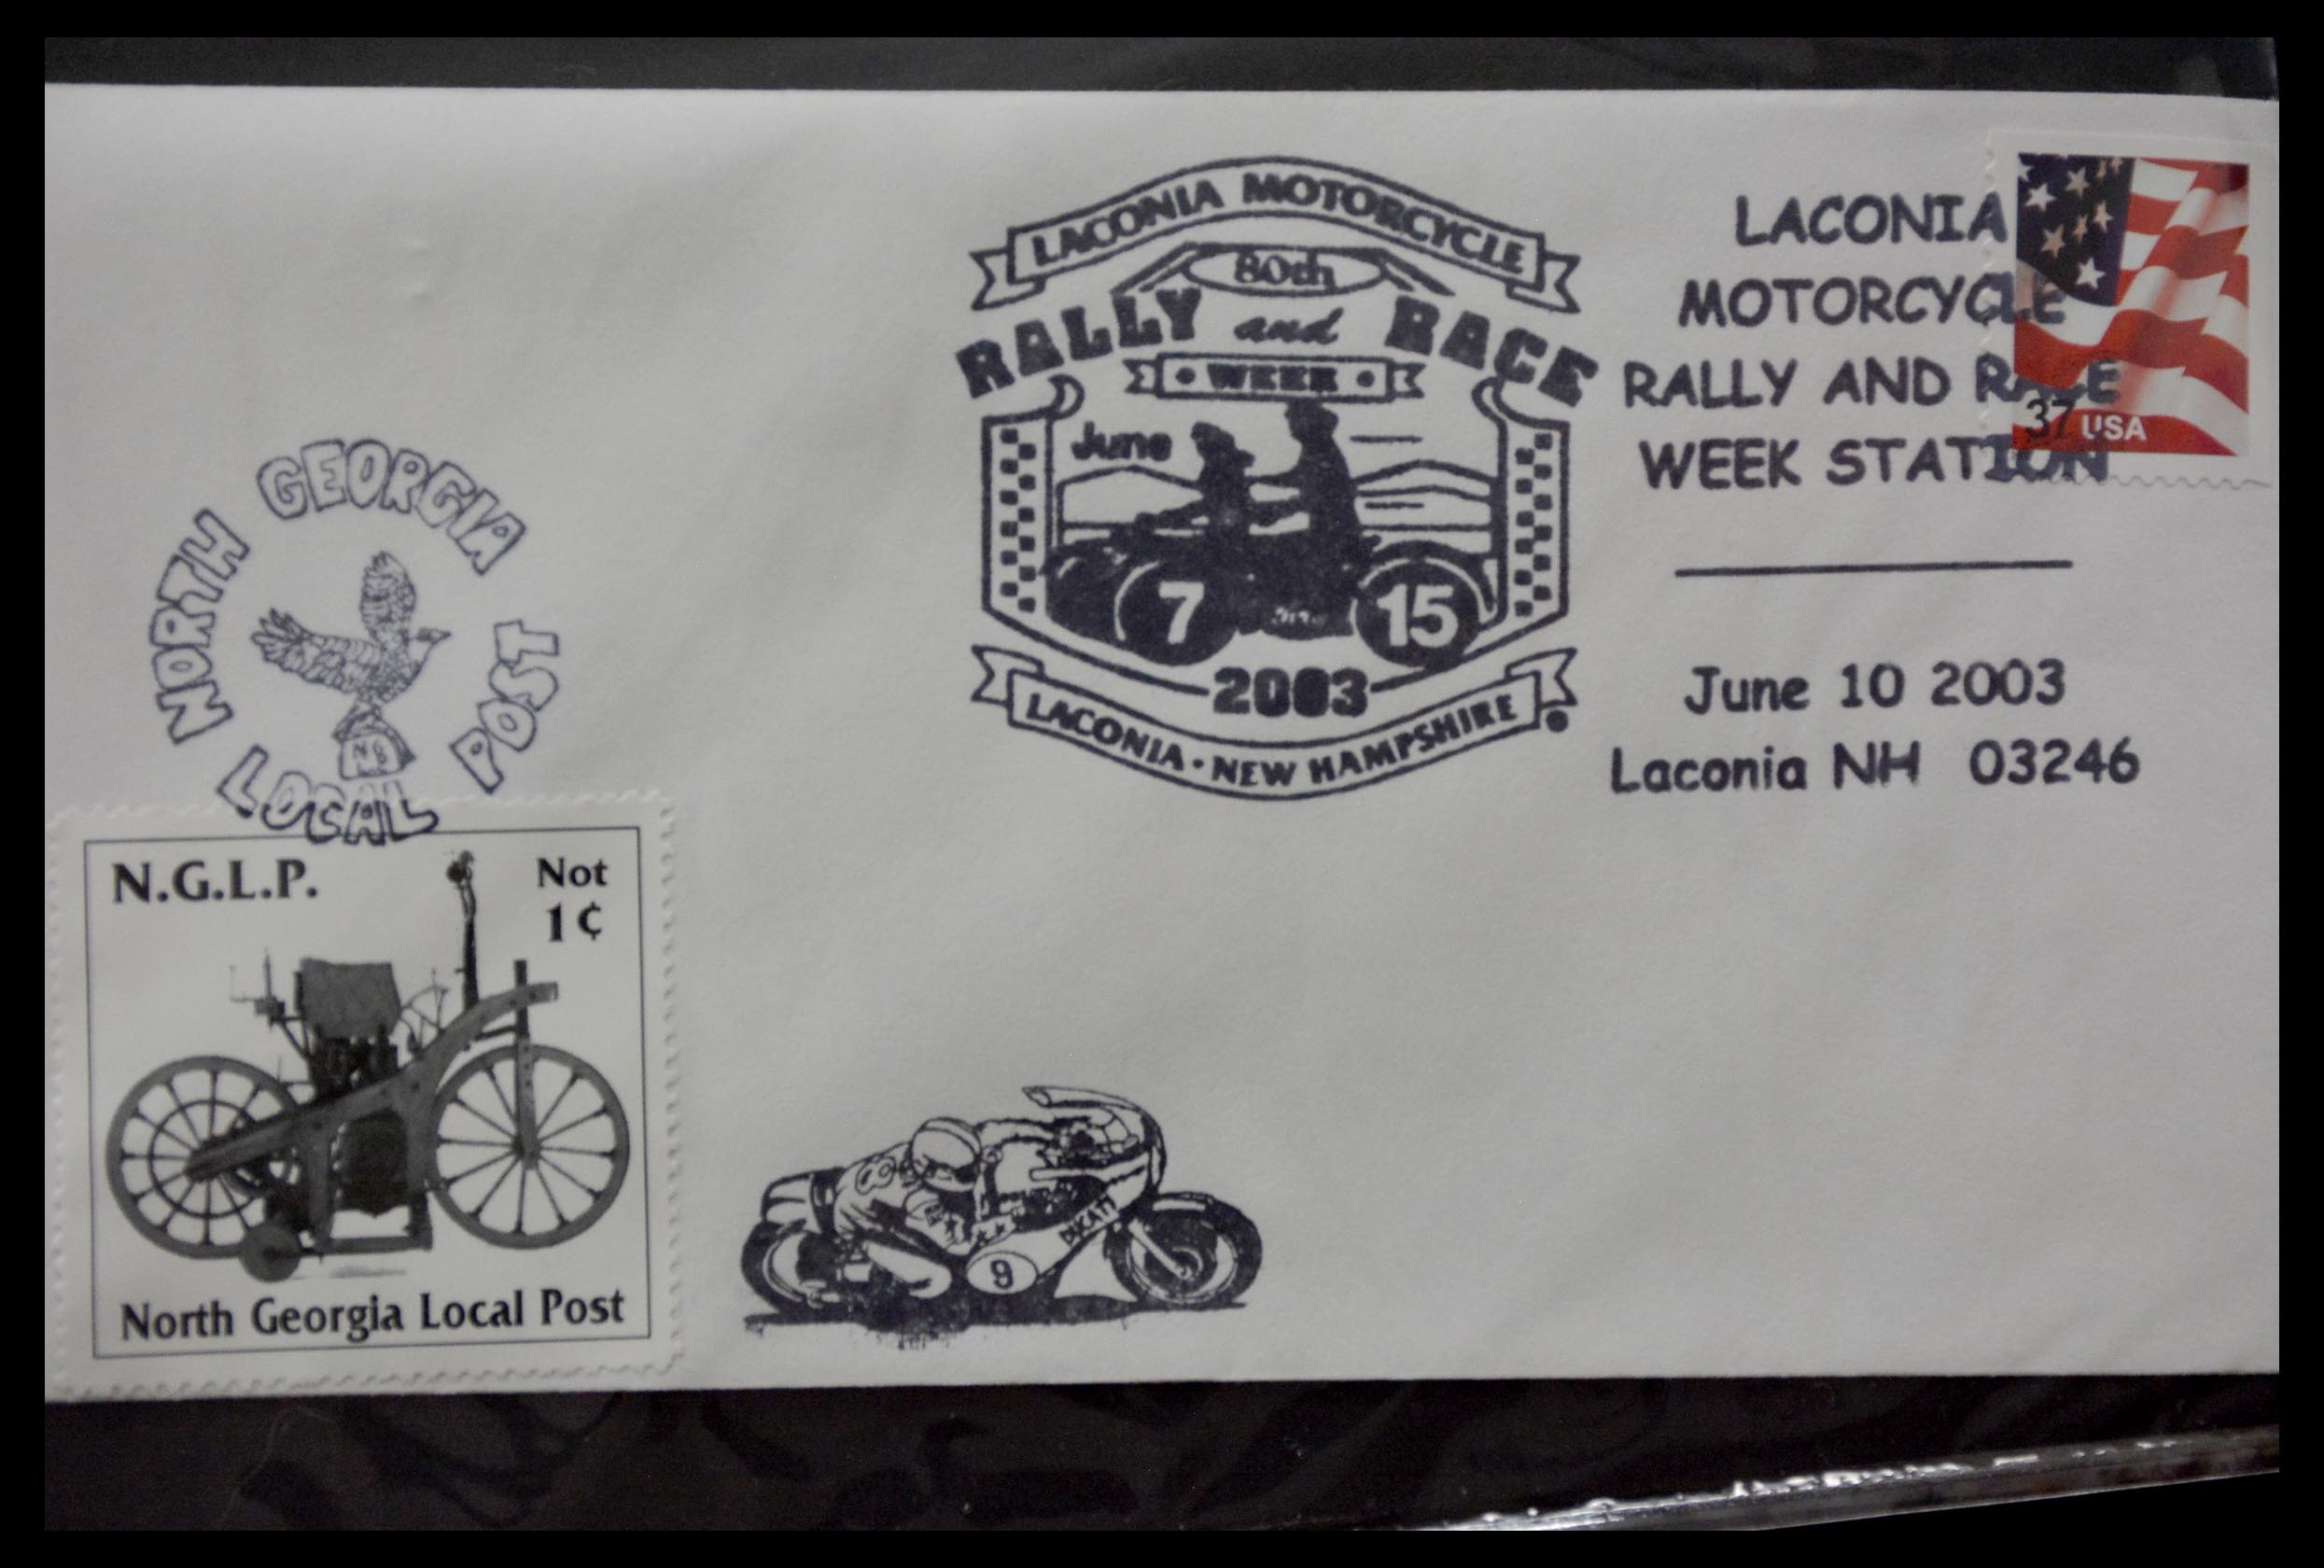 LACONIA MOTORCYCLE
80th
RALLY and RACE
WEEK
June
7 15
2003
LACONIA • NEW HAMPSHIRE
LACONIA
MOTORCYCLE
RALLY AND RACE
WEEK STATION
June 10 2003
Laconia NH 03246
37 USA
NORTH GEORGIA
LOCAL POST
N.G.
N.G.L.P.
Not
1¢
North Georgia Local Post
8
DUCATI
9